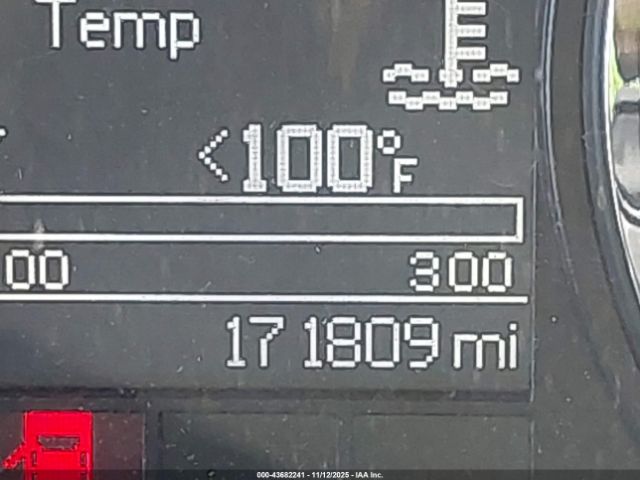 Temp
<100°F
00 300
171809 mi
000-43682241 - 11/12/2025 - IAA Inc.